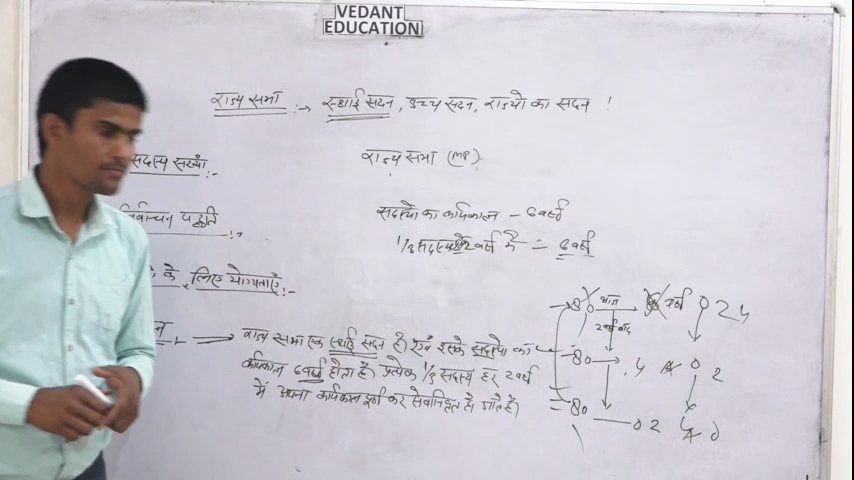 VEDANT
EDUCATION
राज्य सभा :→ स्थाई सदन, उच्च सदन, राज्यो का सदन !
सदस्य संख्या :-
राज्य सभा (MP)
निर्वाचन पद्धति :-
सदस्यो का कार्यकाल - 6 वर्ष
1/3 सदस्य 2 वर्ष में = 6 वर्ष
के लिए योग्यताएं :-
राज्य सभा एक स्थाई सदन है। एवं इसके सदस्यो का
कार्यकाल 6 वर्ष होता है। प्रत्येक 1/3 सदस्य हर 2 वर्ष
में अपना कार्यकाल पूर्ण कर सेवानिवृत हो जाते है।
80 वर्ष 0 2 4
2 वर्ष बाद
80 → 4 0 2
80 — 0 2 4 0